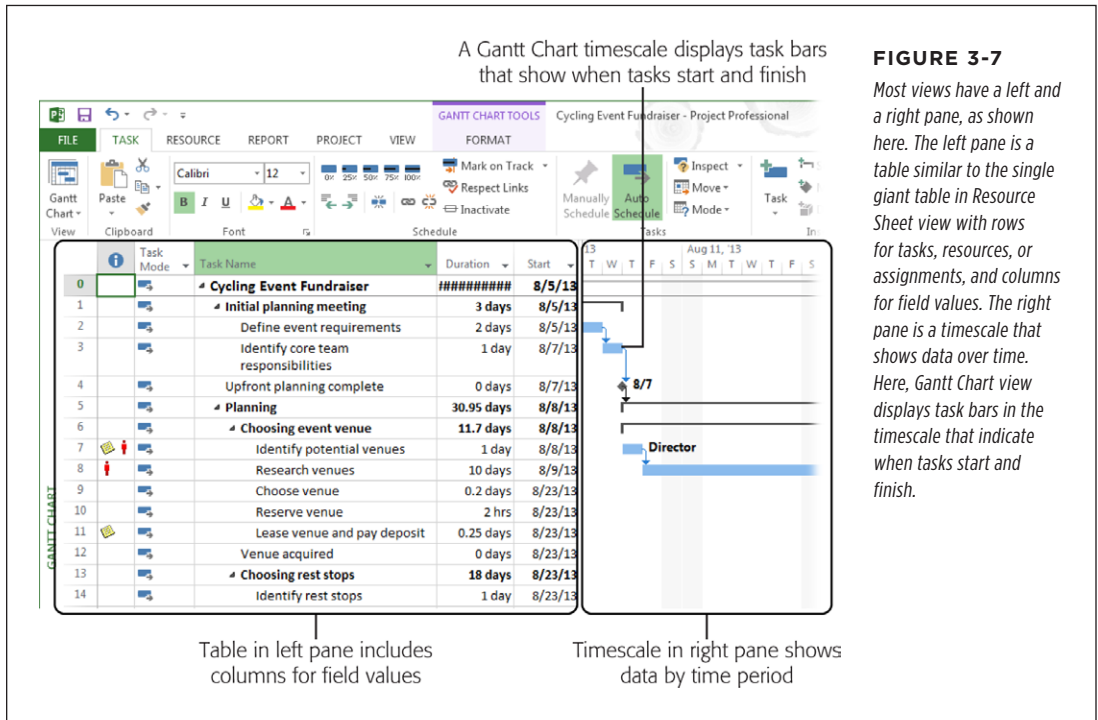 A Gantt Chart timescale displays task bars
that show when tasks start and finish
FIGURE 3-7
Most views have a left and
a right pane, as shown
here. The left pane is a
table similar to the single
giant table in Resource
Sheet view with rows
for tasks, resources, or
assignments, and columns
for field values. The right
pane is a timescale that
shows data over time.
Here, Gantt Chart view
displays task bars in the
timescale that indicate
when tasks start and
finish.
GANTT CHART TOOLS Cycling Event Fundraiser - Project Professional
FILE TASK RESOURCE REPORT PROJECT VIEW FORMAT
Gantt Chart
Paste
Calibri 12
B I U A
0% 25% 50% 75% 100%
Mark on Track
Respect Links
Inactivate
Manually Schedule
Auto Schedule
Inspect
Move
Mode
Task
View Clipboard Font Schedule Tasks
Task Mode Task Name Duration Start
13 Aug 11, '13
T W T F S S M T W T F S
0 Cycling Event Fundraiser ########## 8/5/13
1 Initial planning meeting 3 days 8/5/13
2 Define event requirements 2 days 8/5/13
3 Identify core team responsibilities 1 day 8/7/13
4 Upfront planning complete 0 days 8/7/13
8/7
5 Planning 30.95 days 8/8/13
6 Choosing event venue 11.7 days 8/8/13
7 Identify potential venues 1 day 8/8/13
Director
8 Research venues 10 days 8/9/13
9 Choose venue 0.2 days 8/23/13
10 Reserve venue 2 hrs 8/23/13
11 Lease venue and pay deposit 0.25 days 8/23/13
12 Venue acquired 0 days 8/23/13
13 Choosing rest stops 18 days 8/23/13
14 Identify rest stops 1 day 8/23/13
GANTT CHART
Table in left pane includes
columns for field values
Timescale in right pane shows
data by time period